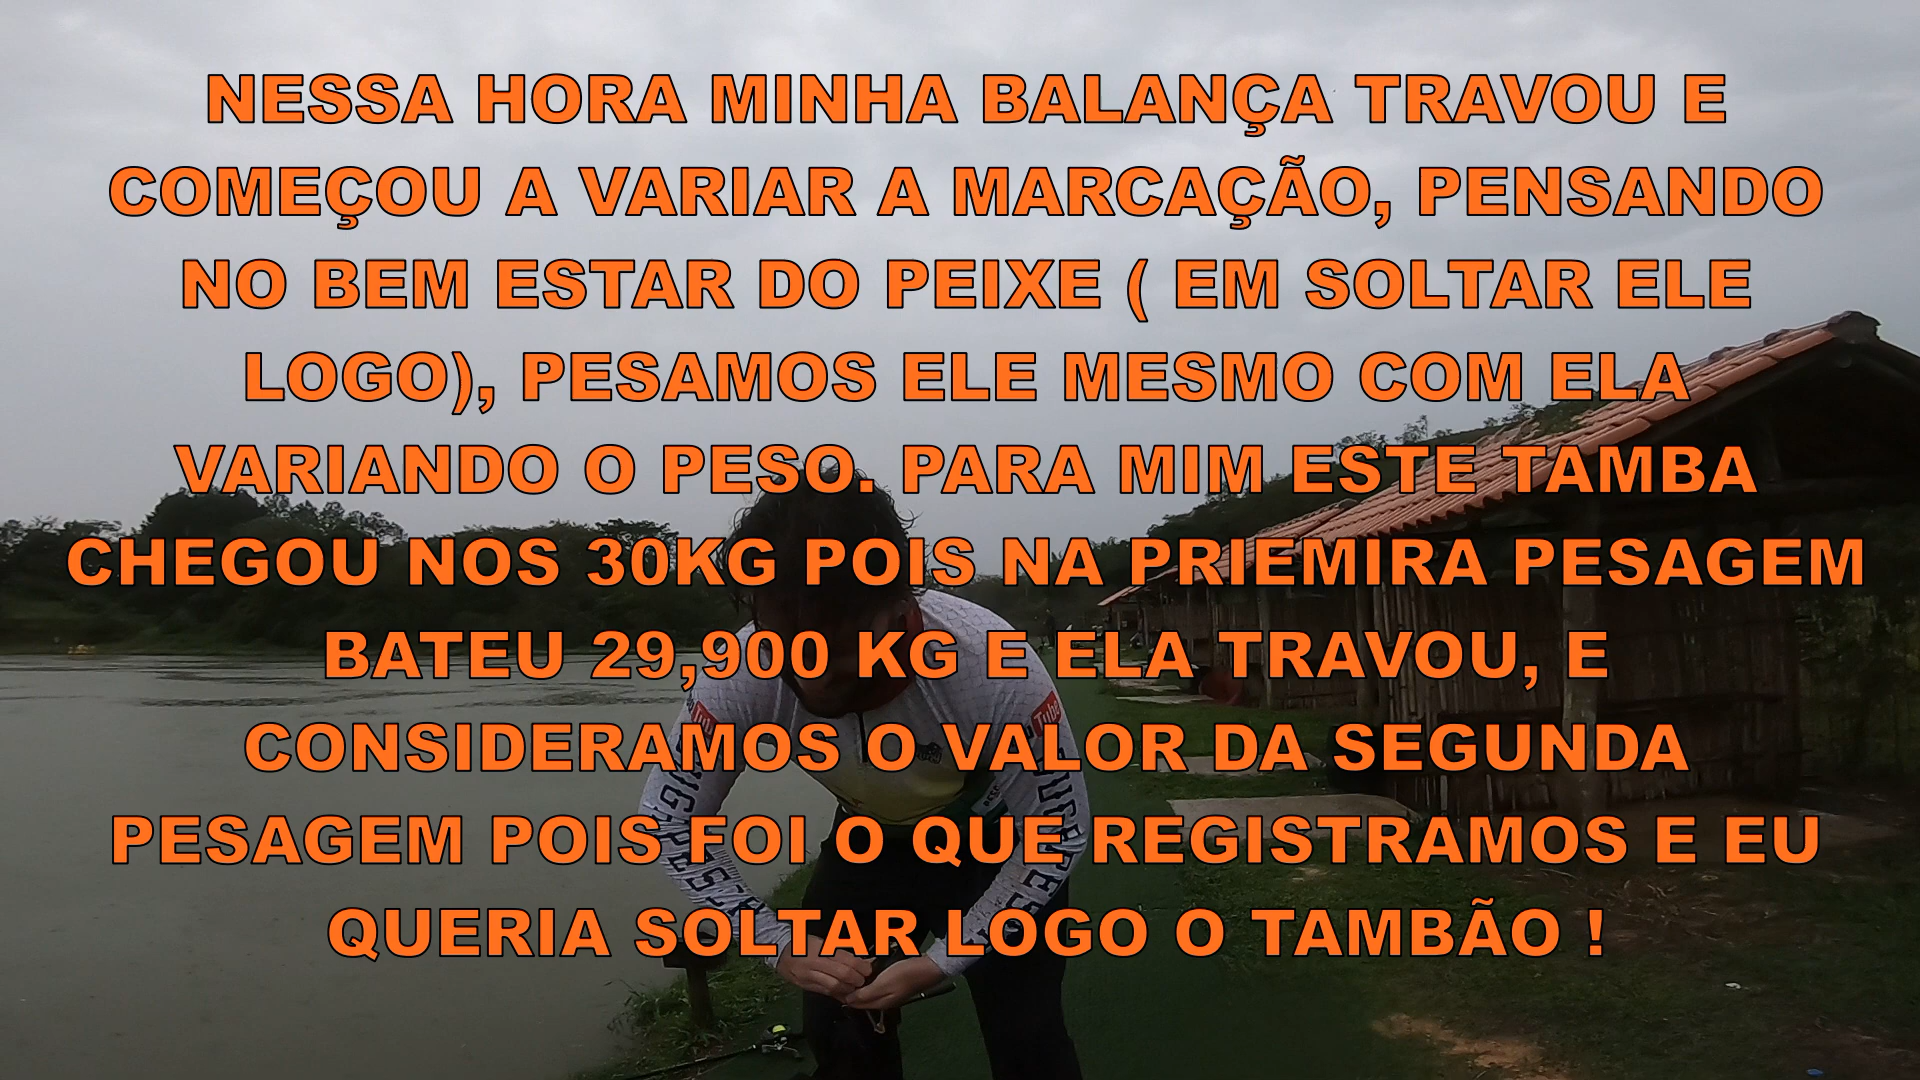 NESSA HORA MINHA BALANÇA TRAVOU E
COMEÇOU A VARIAR A MARCAÇÃO, PENSANDO
NO BEM ESTAR DO PEIXE ( EM SOLTAR ELE
LOGO), PESAMOS ELE MESMO COM ELA
VARIANDO O PESO. PARA MIM ESTE TAMBA
CHEGOU NOS 30KG POIS NA PRIEMIRA PESAGEM
BATEU 29,900 KG E ELA TRAVOU, E
CONSIDERAMOS O VALOR DA SEGUNDA
PESAGEM POIS FOI O QUE REGISTRAMOS E EU
QUERIA SOLTAR LOGO O TAMBÃO !
Tube